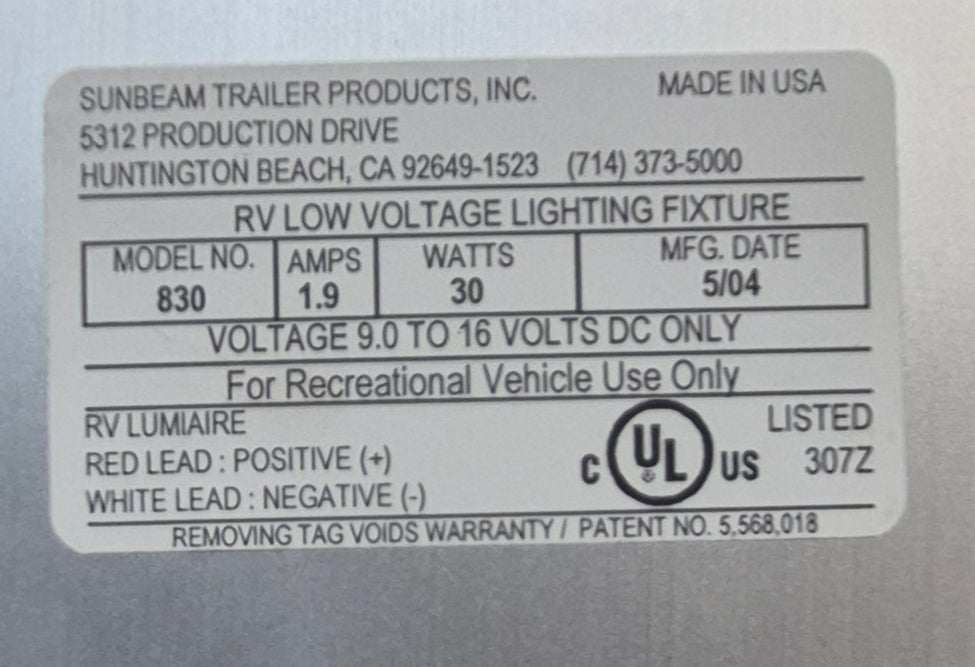 SUNBEAM TRAILER PRODUCTS, INC. MADE IN USA
5312 PRODUCTION DRIVE
HUNTINGTON BEACH, CA 92649-1523 (714) 373-5000
RV LOW VOLTAGE LIGHTING FIXTURE
MODEL NO. AMPS WATTS MFG. DATE
830 1.9 30 5/04
VOLTAGE 9.0 TO 16 VOLTS DC ONLY
For Recreational Vehicle Use Only
RV LUMIAIRE LISTED
RED LEAD : POSITIVE (+) C UL ® US 307Z
WHITE LEAD : NEGATIVE (-)
REMOVING TAG VOIDS WARRANTY / PATENT NO. 5,568,018